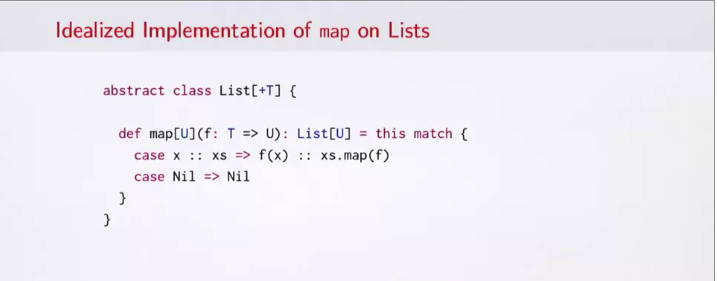 Idealized Implementation of map on Lists
abstract class List[+T] {
def map[U](f: T => U): List[U] = this match {
case x :: xs => f(x) :: xs.map(f)
case Nil => Nil
}
}